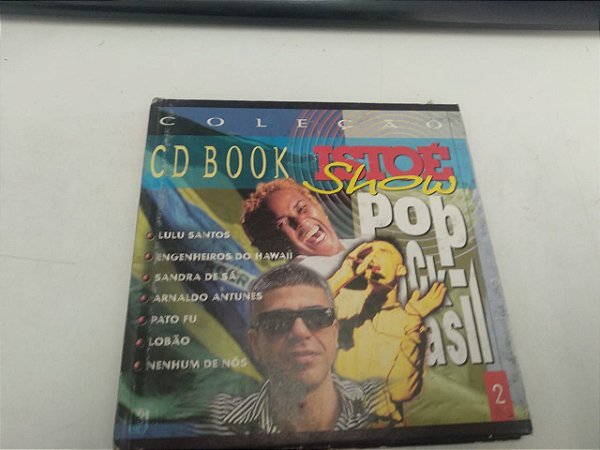 COLEÇÃO
CD BOOK ISTOÉ
Show
pop
LULU SANTOS
ENGENHEIROS DO HAWAII
SANDRA DE SÁ
ARNALDO ANTUNES
PATO FU
LOBÃO
NENHUM DE NÓS
2